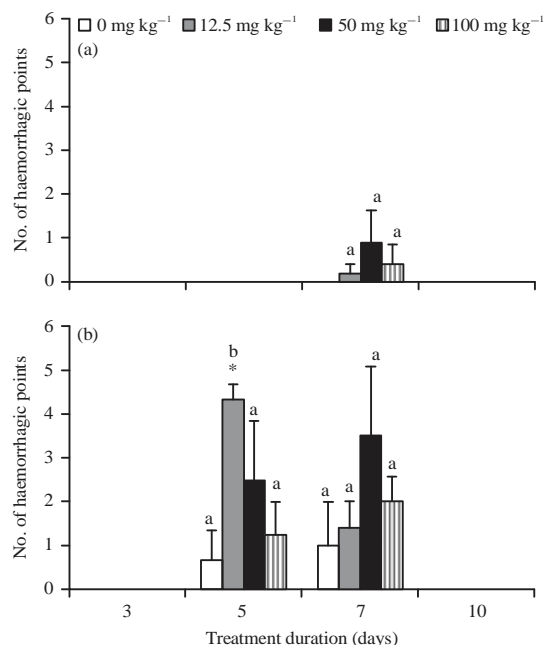 0 mg kg⁻¹ 12.5 mg kg⁻¹ 50 mg kg⁻¹ 100 mg kg⁻¹
(a)
No. of haemorrhagic points
6
5
4
3
2
1
0
a a a
(b)
No. of haemorrhagic points
6
5
4
3
2
1
0
a b * a a
a a a a
3 5 7 10
Treatment duration (days)